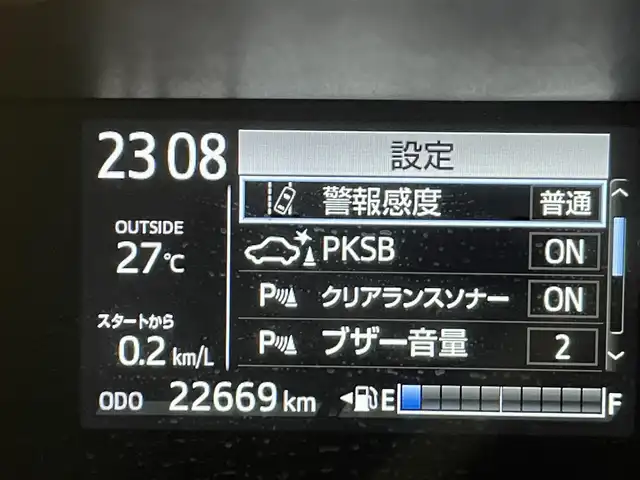 23 08
設定
警報感度 普通
OUTSIDE
27℃
PKSB ON
P クリアランスソナー ON
スタートから
0.2 km/L
P ブザー音量 2
ODO 22669 km
E F